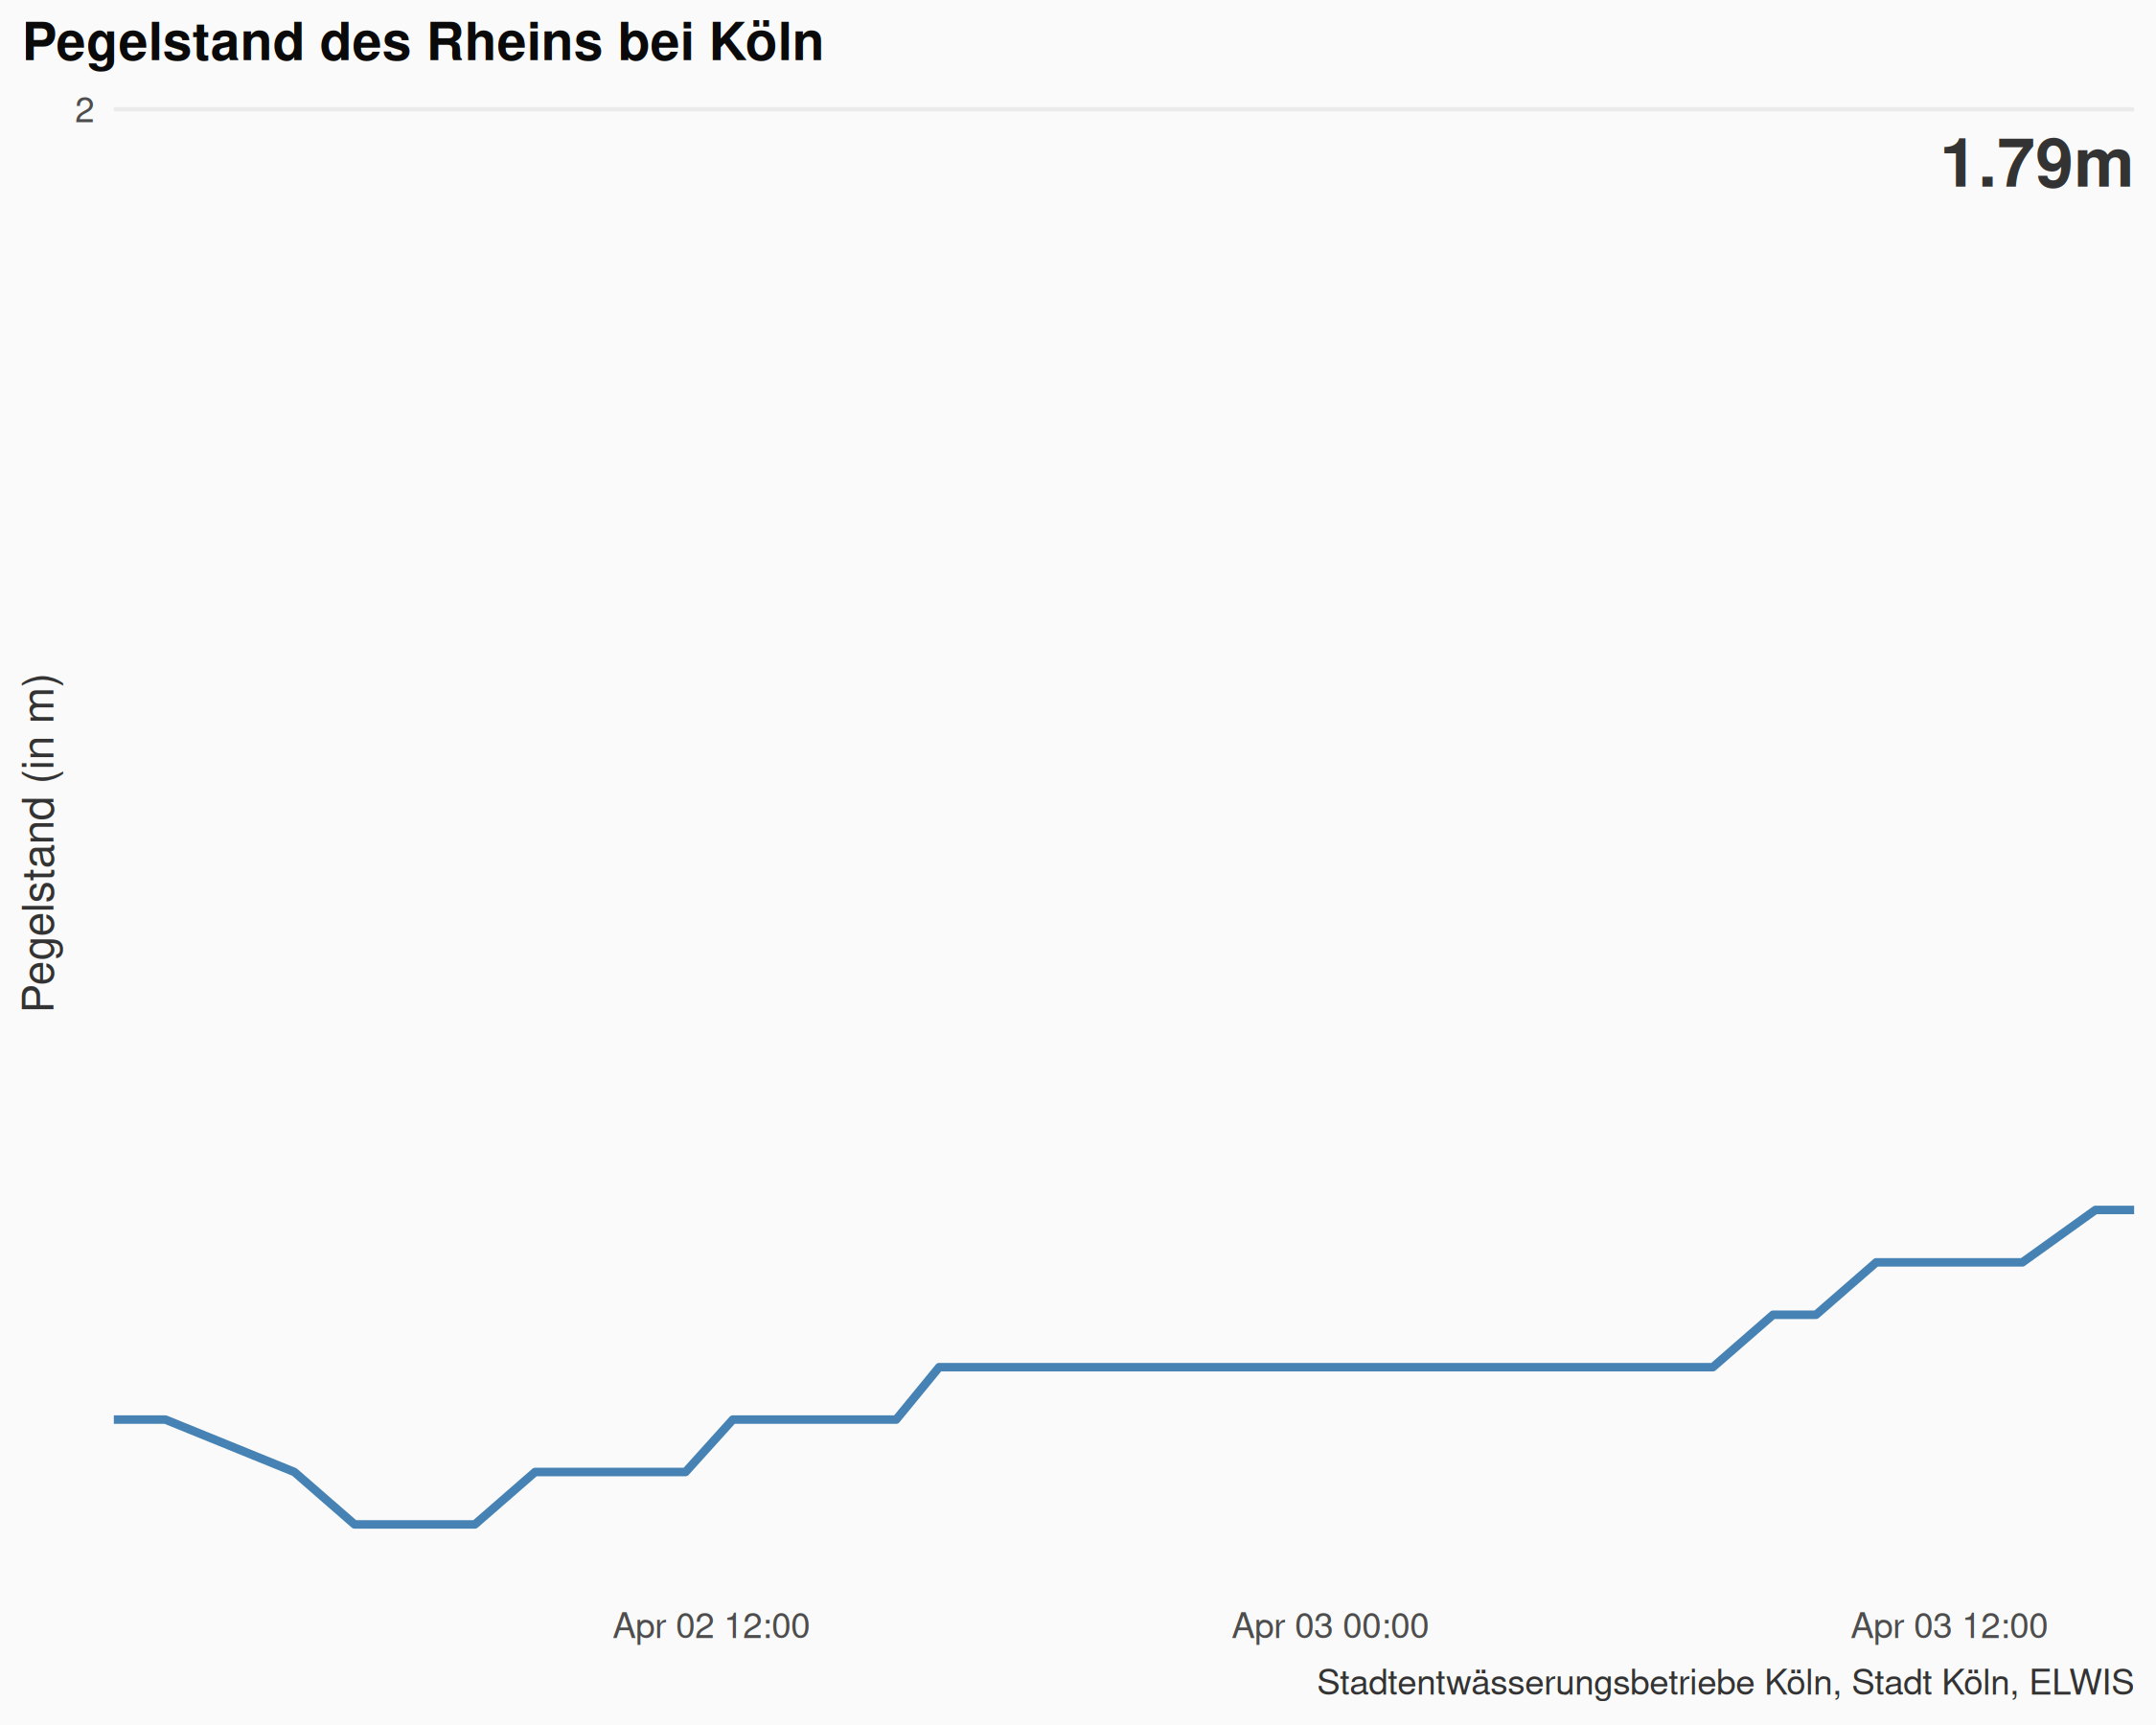 Pegelstand des Rheins bei Köln
2
1.79m
Pegelstand (in m)
Apr 02 12:00
Apr 03 00:00
Apr 03 12:00
Stadtentwässerungsbetriebe Köln, Stadt Köln, ELWIS